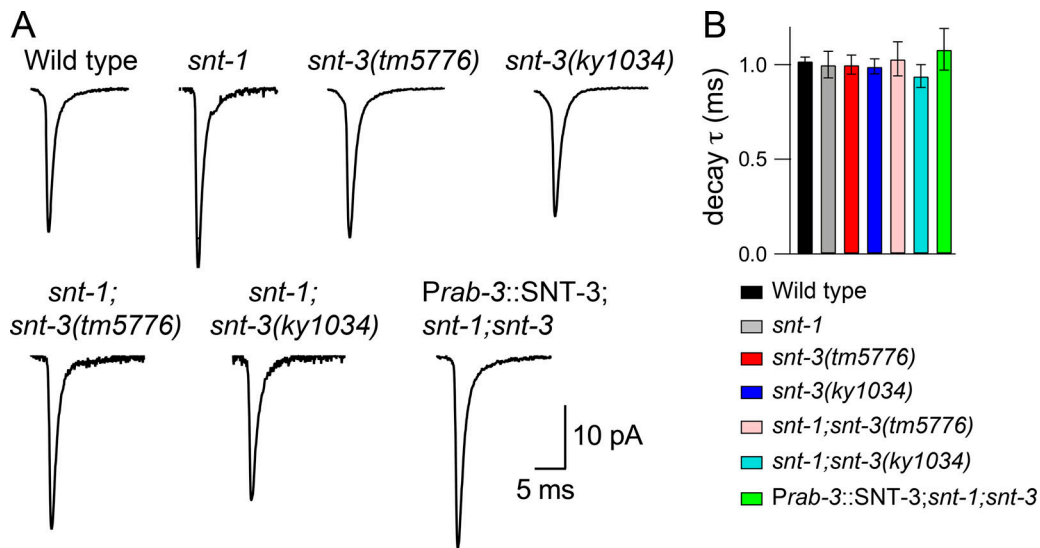 A
Wild type
snt-1
snt-3(tm5776)
snt-3(ky1034)
snt-1;
snt-3(tm5776)
snt-1;
snt-3(ky1034)
Prab-3::SNT-3;
snt-1;snt-3
10 pA
5 ms
B
decay τ (ms)
1.0
0.5
0.0
Wild type
snt-1
snt-3(tm5776)
snt-3(ky1034)
snt-1;snt-3(tm5776)
snt-1;snt-3(ky1034)
Prab-3::SNT-3;snt-1;snt-3